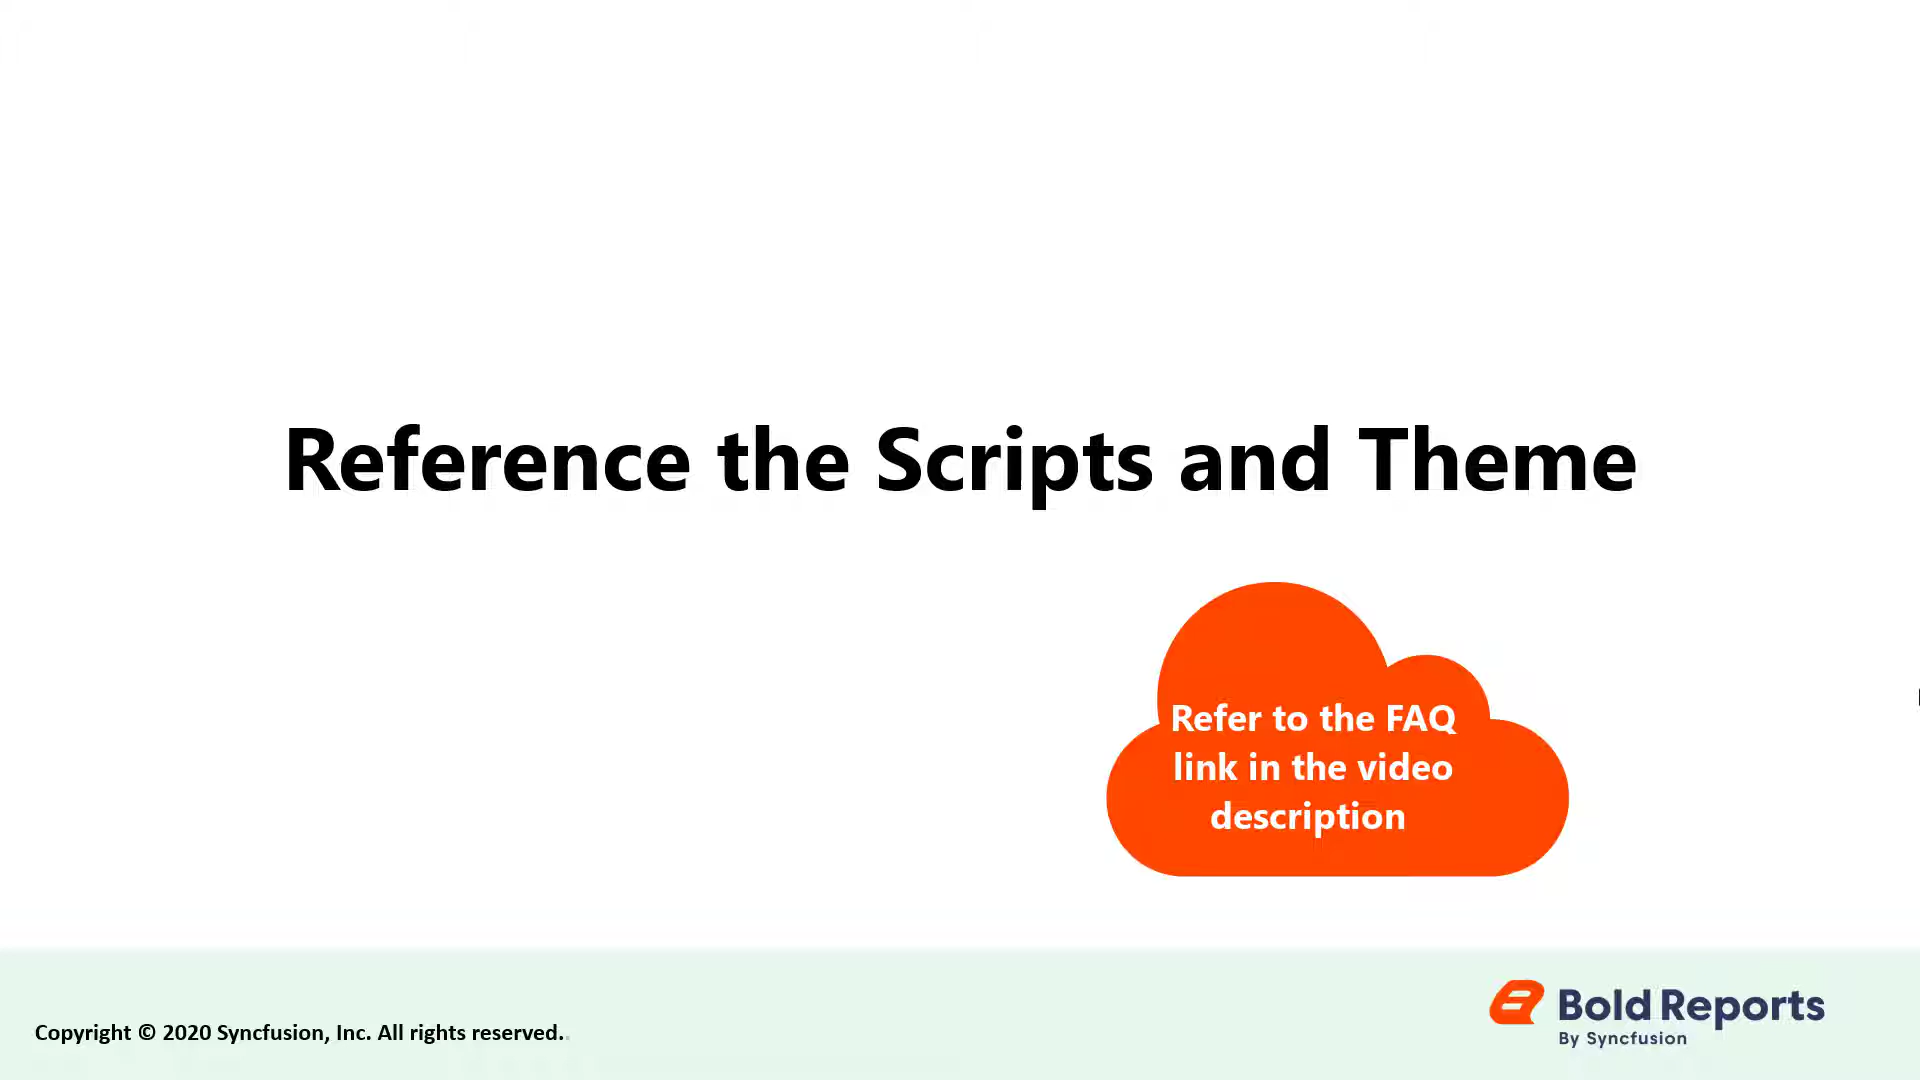 Reference the Scripts and Theme
Refer to the FAQ
link in the video
description
Copyright © 2020 Syncfusion, Inc. All rights reserved.
Bold Reports
By Syncfusion